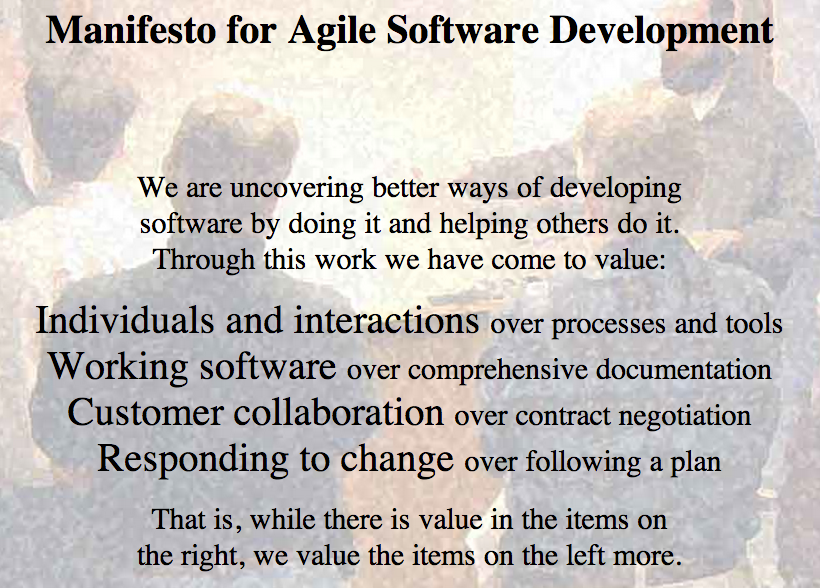 Manifesto for Agile Software Development
We are uncovering better ways of developing
software by doing it and helping others do it.
Through this work we have come to value:
Individuals and interactions over processes and tools
Working software over comprehensive documentation
Customer collaboration over contract negotiation
Responding to change over following a plan
That is, while there is value in the items on
the right, we value the items on the left more.